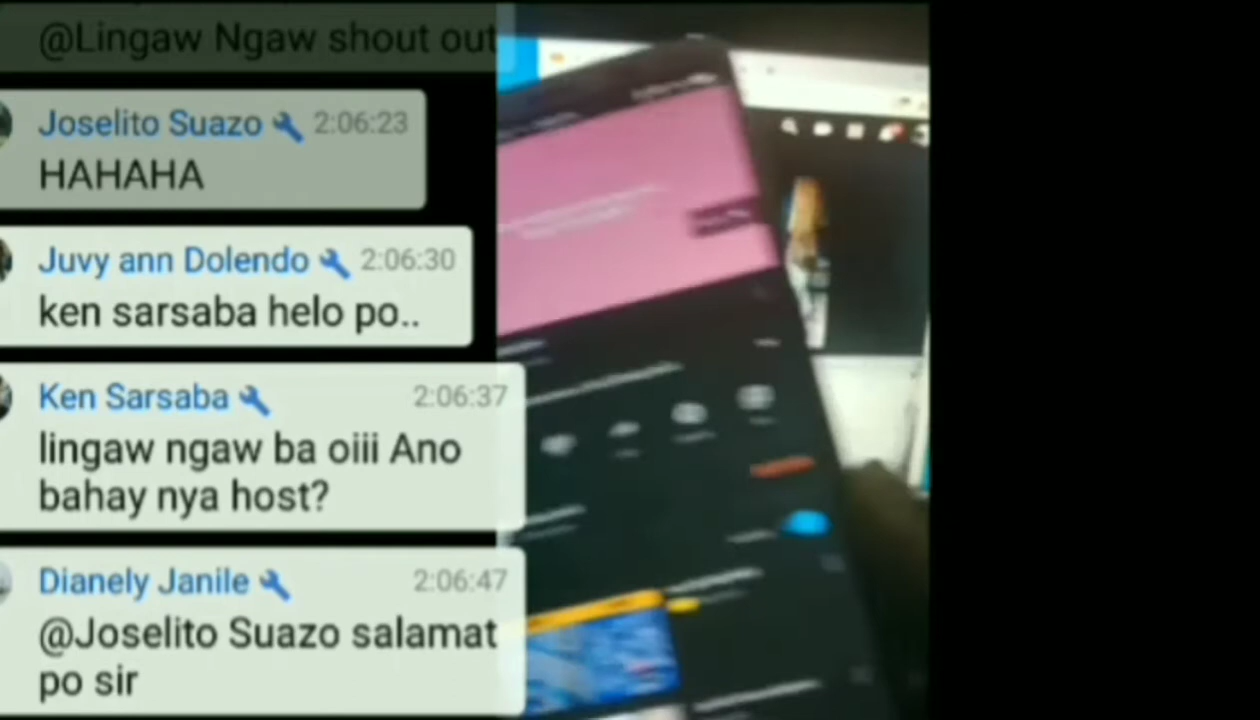 @Lingaw Ngaw shout out
Joselito Suazo 2:06:23
HAHAHA
Juvy ann Dolendo 2:06:30
ken sarsaba helo po..
Ken Sarsaba 2:06:37
lingaw ngaw ba oiii Ano
bahay nya host?
Dianely Janile 2:06:47
@Joselito Suazo salamat
po sir